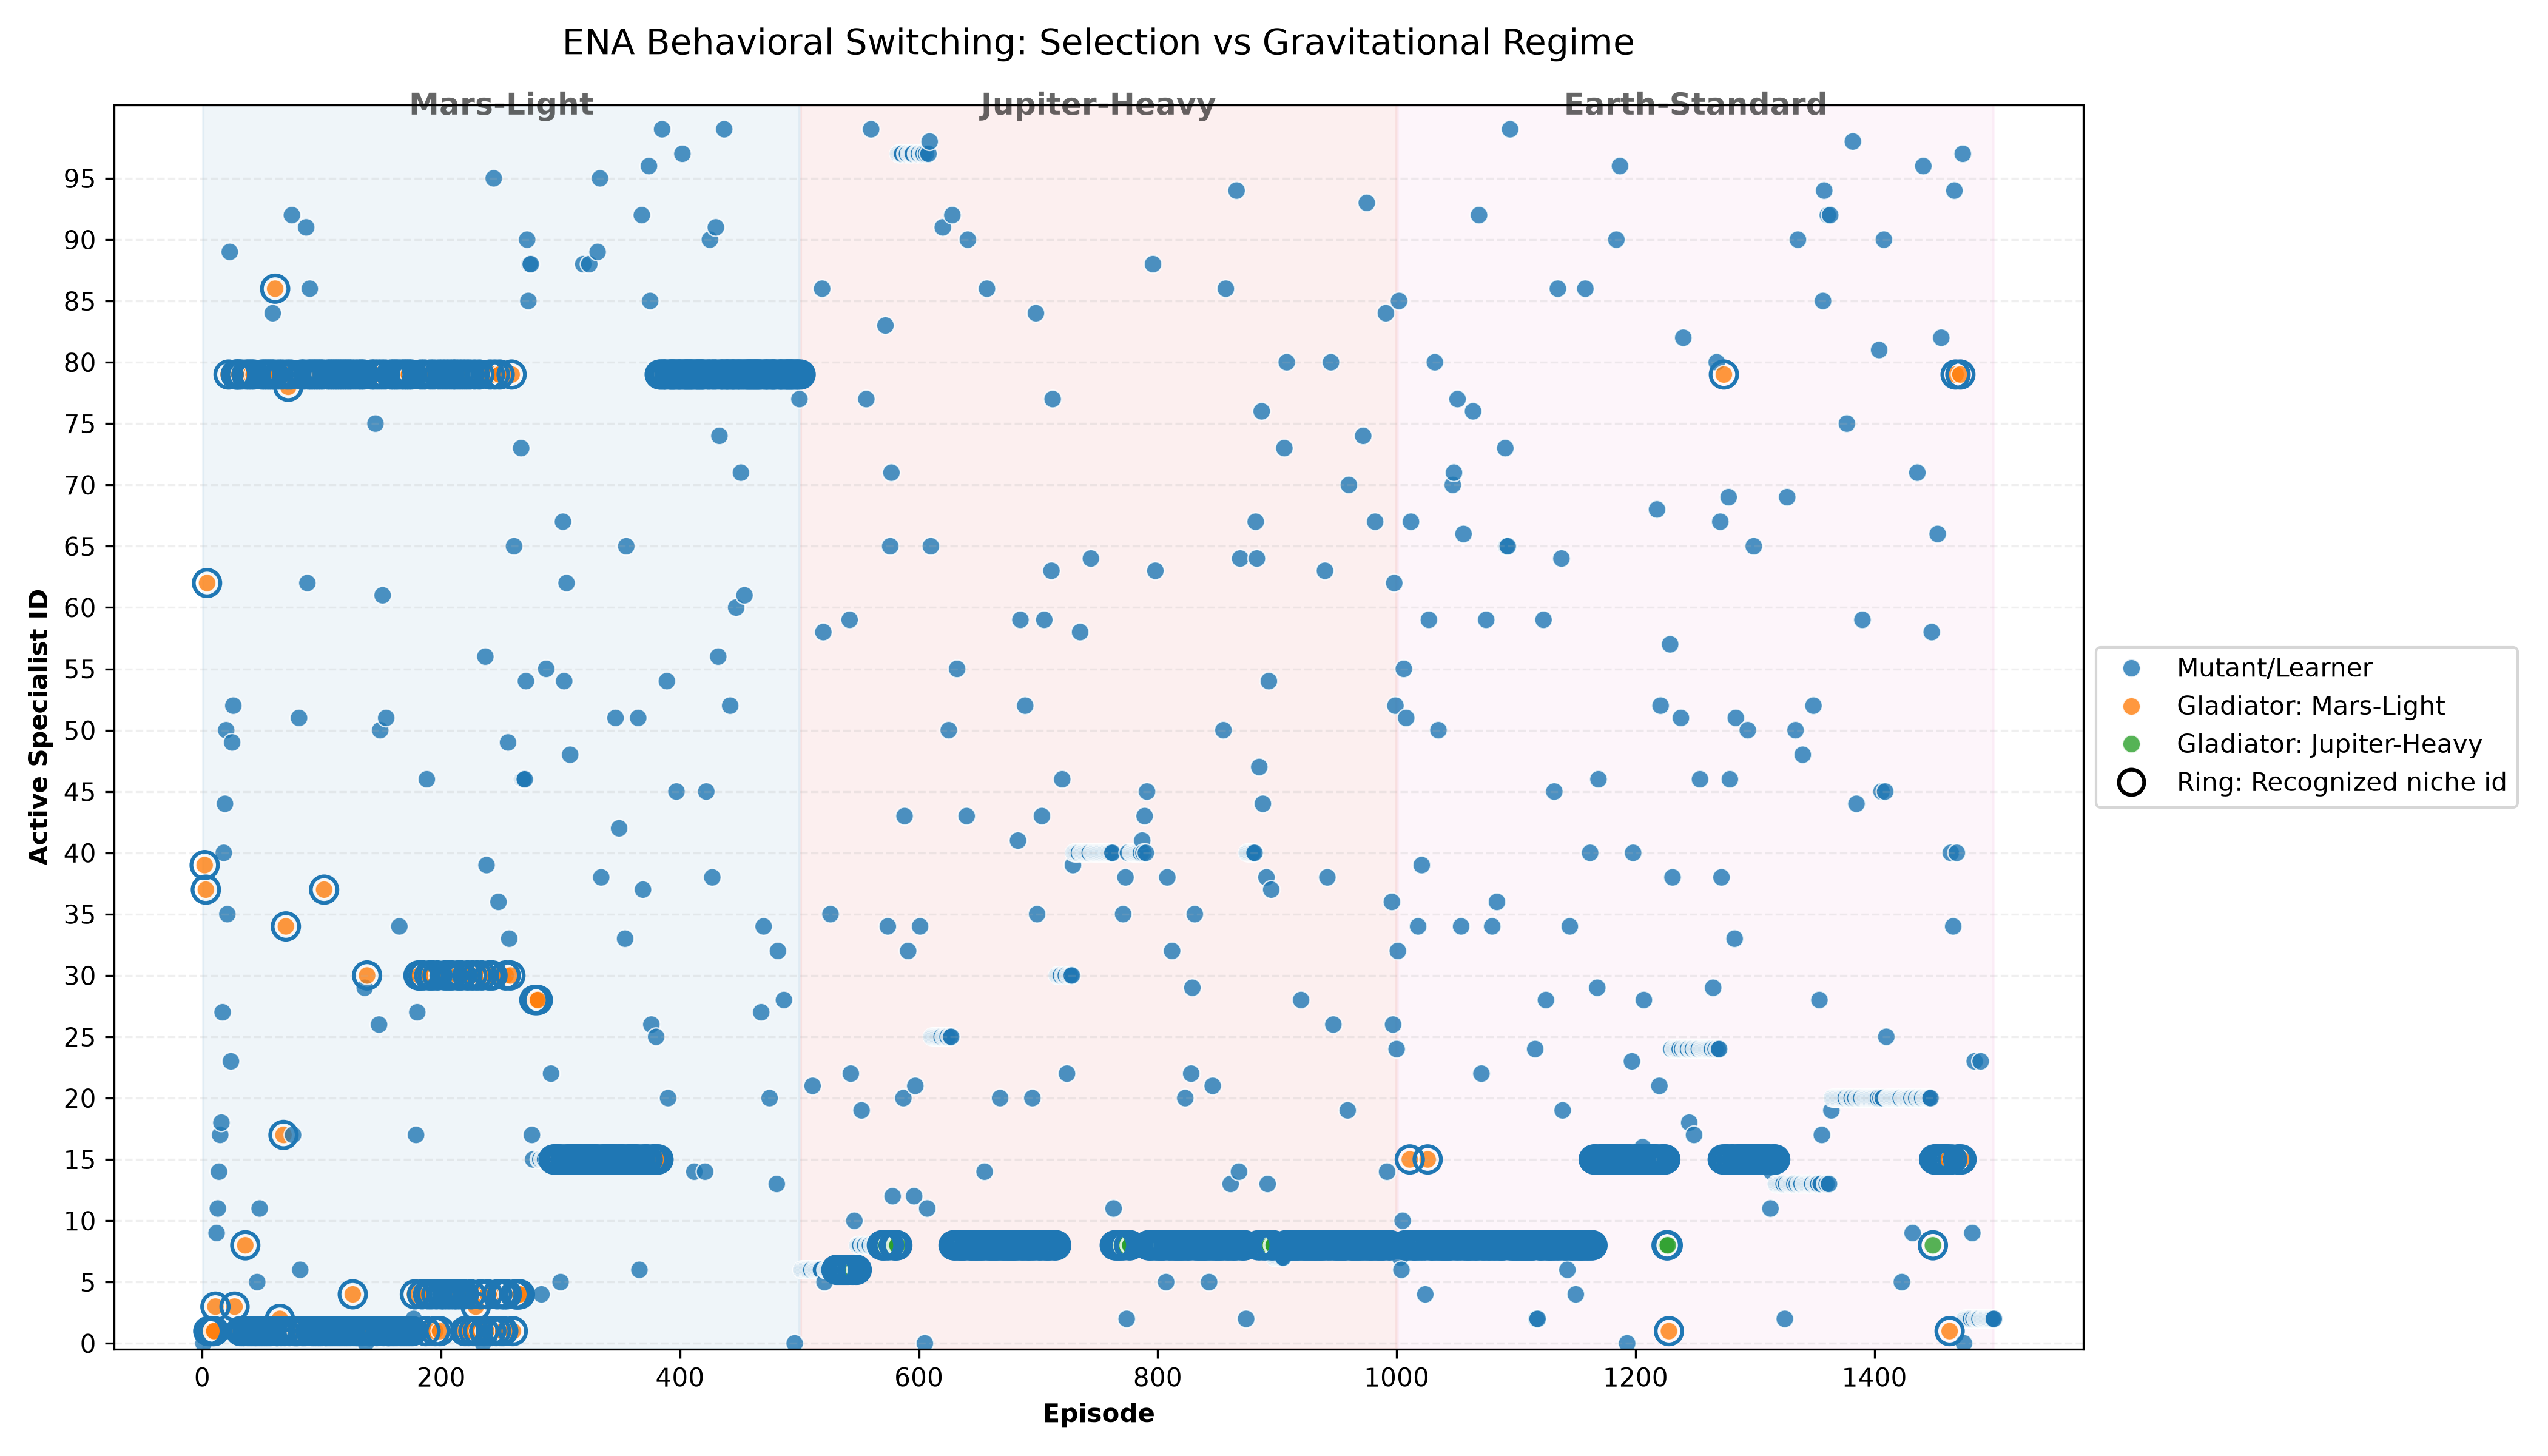 ENA Behavioral Switching: Selection vs Gravitational Regime
Mars-Light
Jupiter-Heavy
Earth-Standard
95
90
85
80
75
70
65
60
55
50
45
40
35
30
25
20
15
10
5
0
Active Specialist ID
0
200
400
600
800
1000
1200
1400
Episode
Mutant/Learner
Gladiator: Mars-Light
Gladiator: Jupiter-Heavy
Ring: Recognized niche id